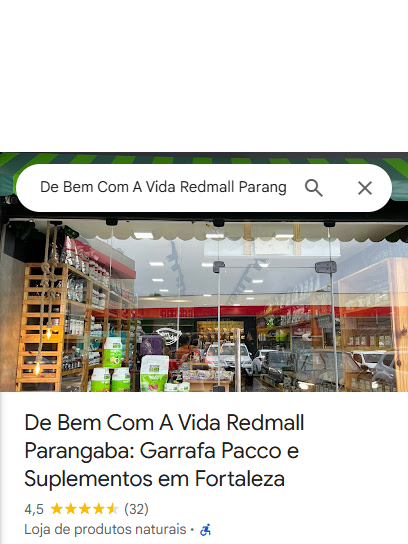 De Bem Com A Vida Redmall Parang
De Bem Com A Vida Redmall
Parangaba: Garrafa Pacco e
Suplementos em Fortaleza
4,5 (32)
Loja de produtos naturais ·